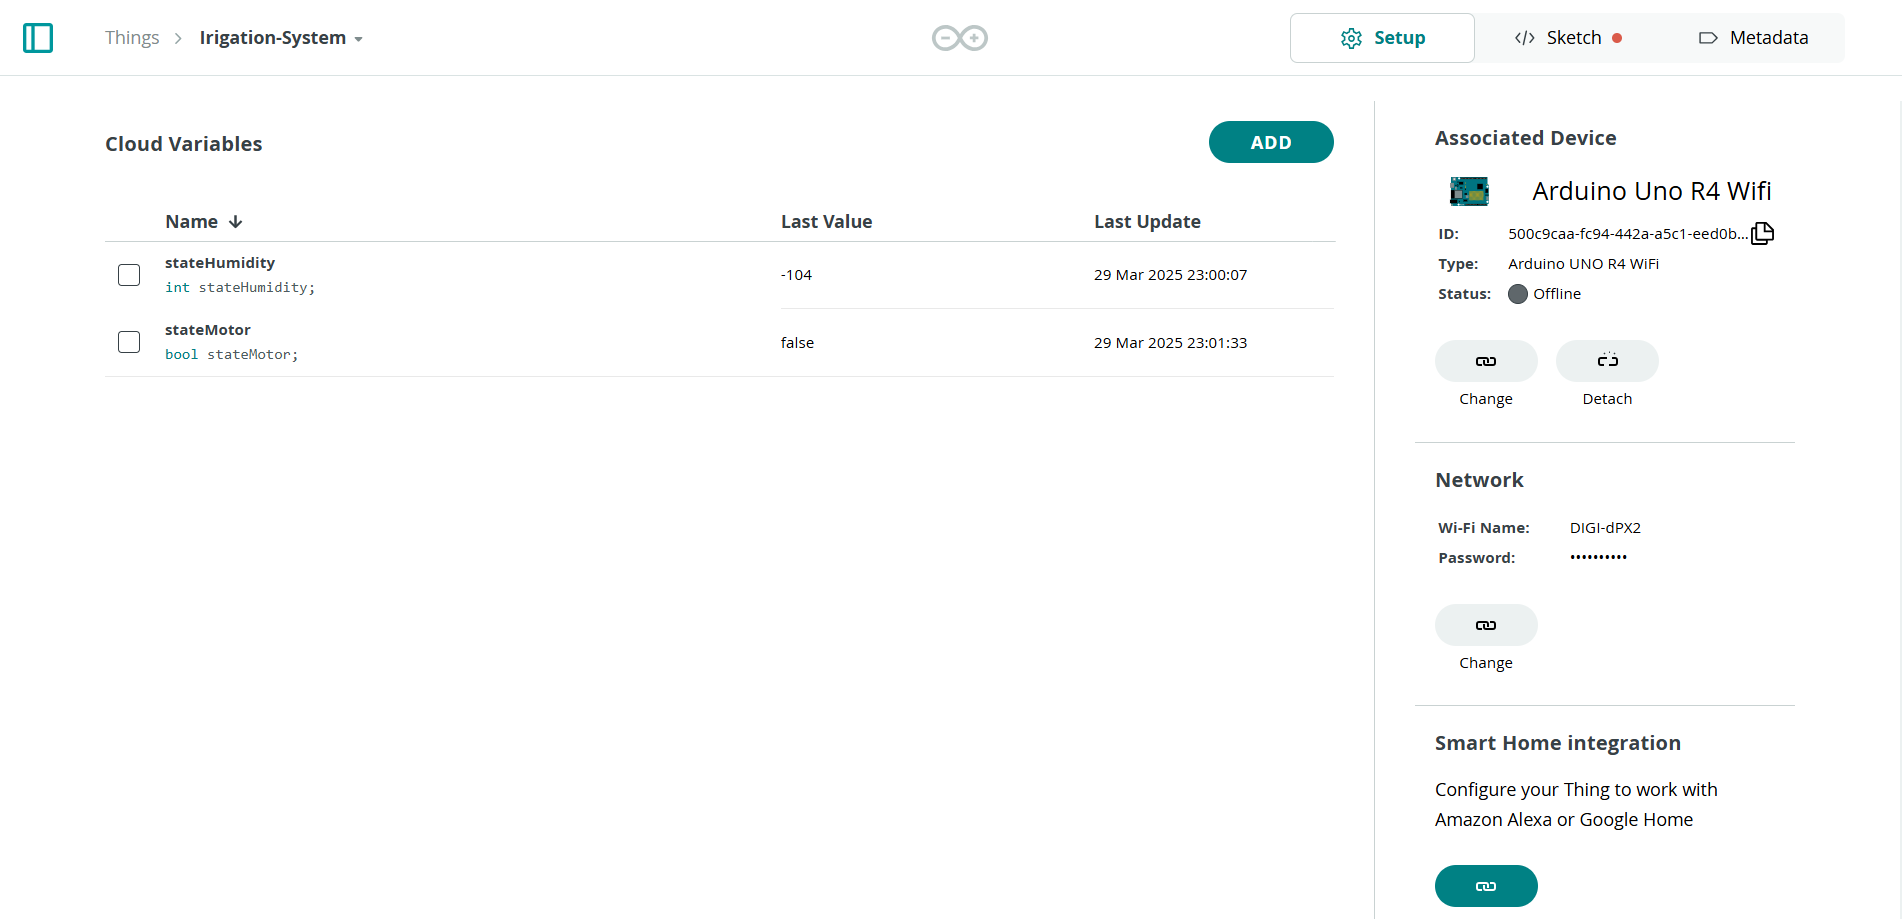 Things > Irigation-System
Setup
</> Sketch
Metadata
Cloud Variables
ADD
Name ↓ Last Value Last Update
stateHumidity
int stateHumidity;
-104 29 Mar 2025 23:00:07
stateMotor
bool stateMotor;
false 29 Mar 2025 23:01:33
Associated Device
Arduino Uno R4 Wifi
ID: 500c9caa-fc94-442a-a5c1-eed0b...
Type: Arduino UNO R4 WiFi
Status: Offline
Change Detach
Network
Wi-Fi Name: DIGI-dPX2
Password: ••••••••••
Change
Smart Home integration
Configure your Thing to work with
Amazon Alexa or Google Home